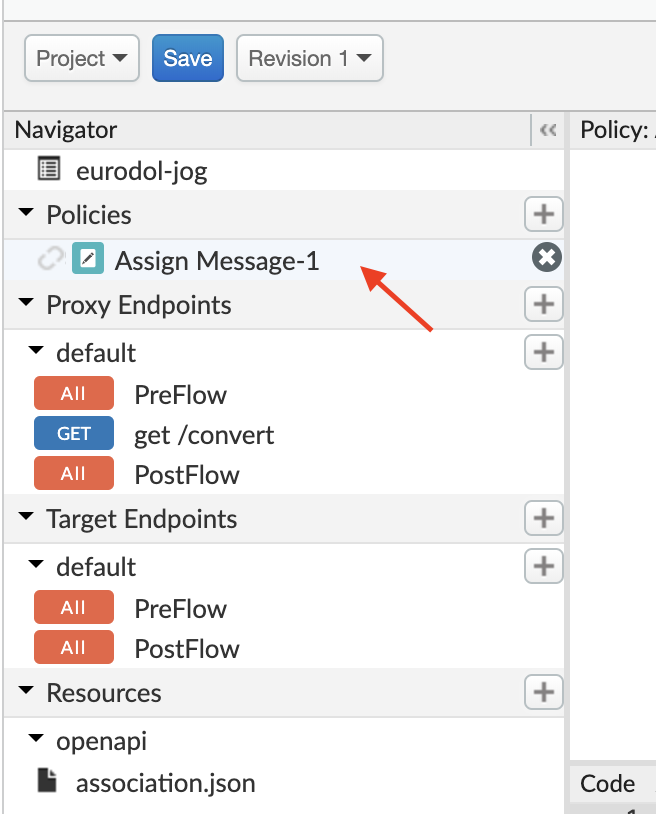 Project Save Revision 1
Navigator
Policy:
eurodol-jog
Policies
Assign Message-1
Proxy Endpoints
default
All PreFlow
GET get /convert
All PostFlow
Target Endpoints
default
All PreFlow
All PostFlow
Resources
openapi
association.json
Code